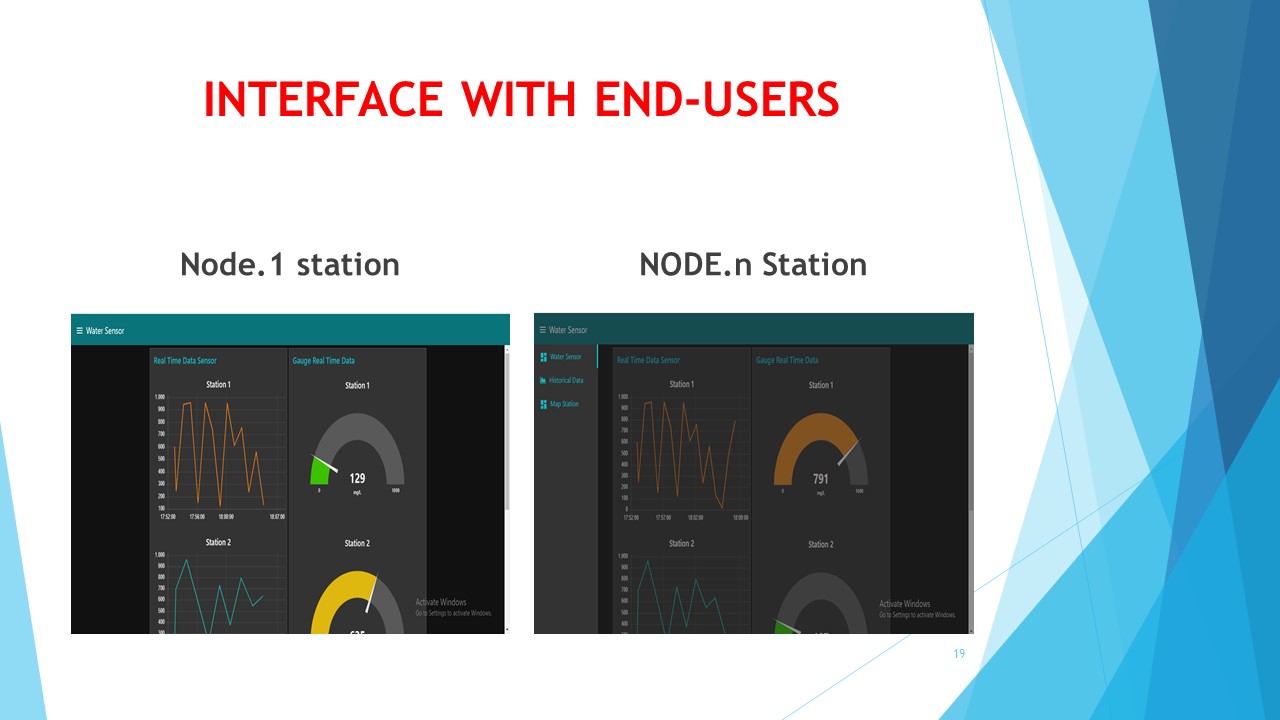 INTERFACE WITH END-USERS
Node.1 station
☰ Water Sensor
Real Time Data Sensor
Station 1
1.000
900
800
700
600
500
400
300
200
100
17:52:00 17:56:00 18:00:00 18:07:00
Gauge Real Time Data
Station 1
129
mg/L
0 1000
Station 2
1.000
900
800
700
600
500
400
300
Station 2
Activate Windows
Go to Settings to activate Windows.
NODE.n Station
☰ Water Sensor
Water Sensor
Historical Data
Map Station
Real Time Data Sensor
Station 1
1.000
900
800
700
600
500
400
300
200
100
0
17:52:00 17:57:00 18:02:00 18:09:00
Gauge Real Time Data
Station 1
791
mg/L
0 1000
Station 2
1.000
900
800
700
600
500
400
300
Station 2
Activate Windows
Go to Settings to activate Windows.
19